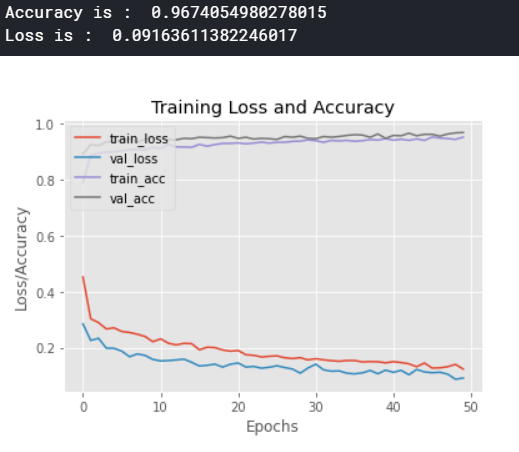 Accuracy is :  0.9674054980278015
Loss is :  0.09163611382246017
Training Loss and Accuracy
1.0
0.8
0.6
0.4
0.2
Loss/Accuracy
train_loss
val_loss
train_acc
val_acc
0 10 20 30 40 50
Epochs